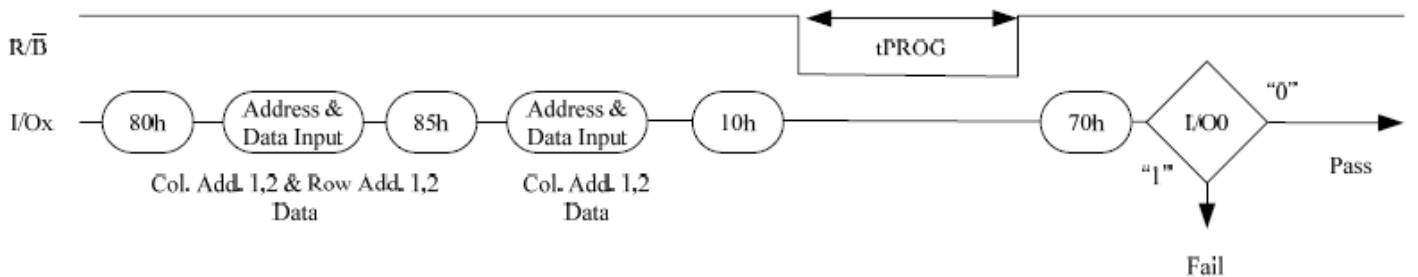 R/B̅
tPROG
I/Ox
80h
Address &
Data Input
85h
Address &
Data Input
10h
70h
I/O0
“0”
“1”
Pass
Fail
Col. Add. 1,2 & Row Add. 1,2
Data
Col. Add. 1,2
Data